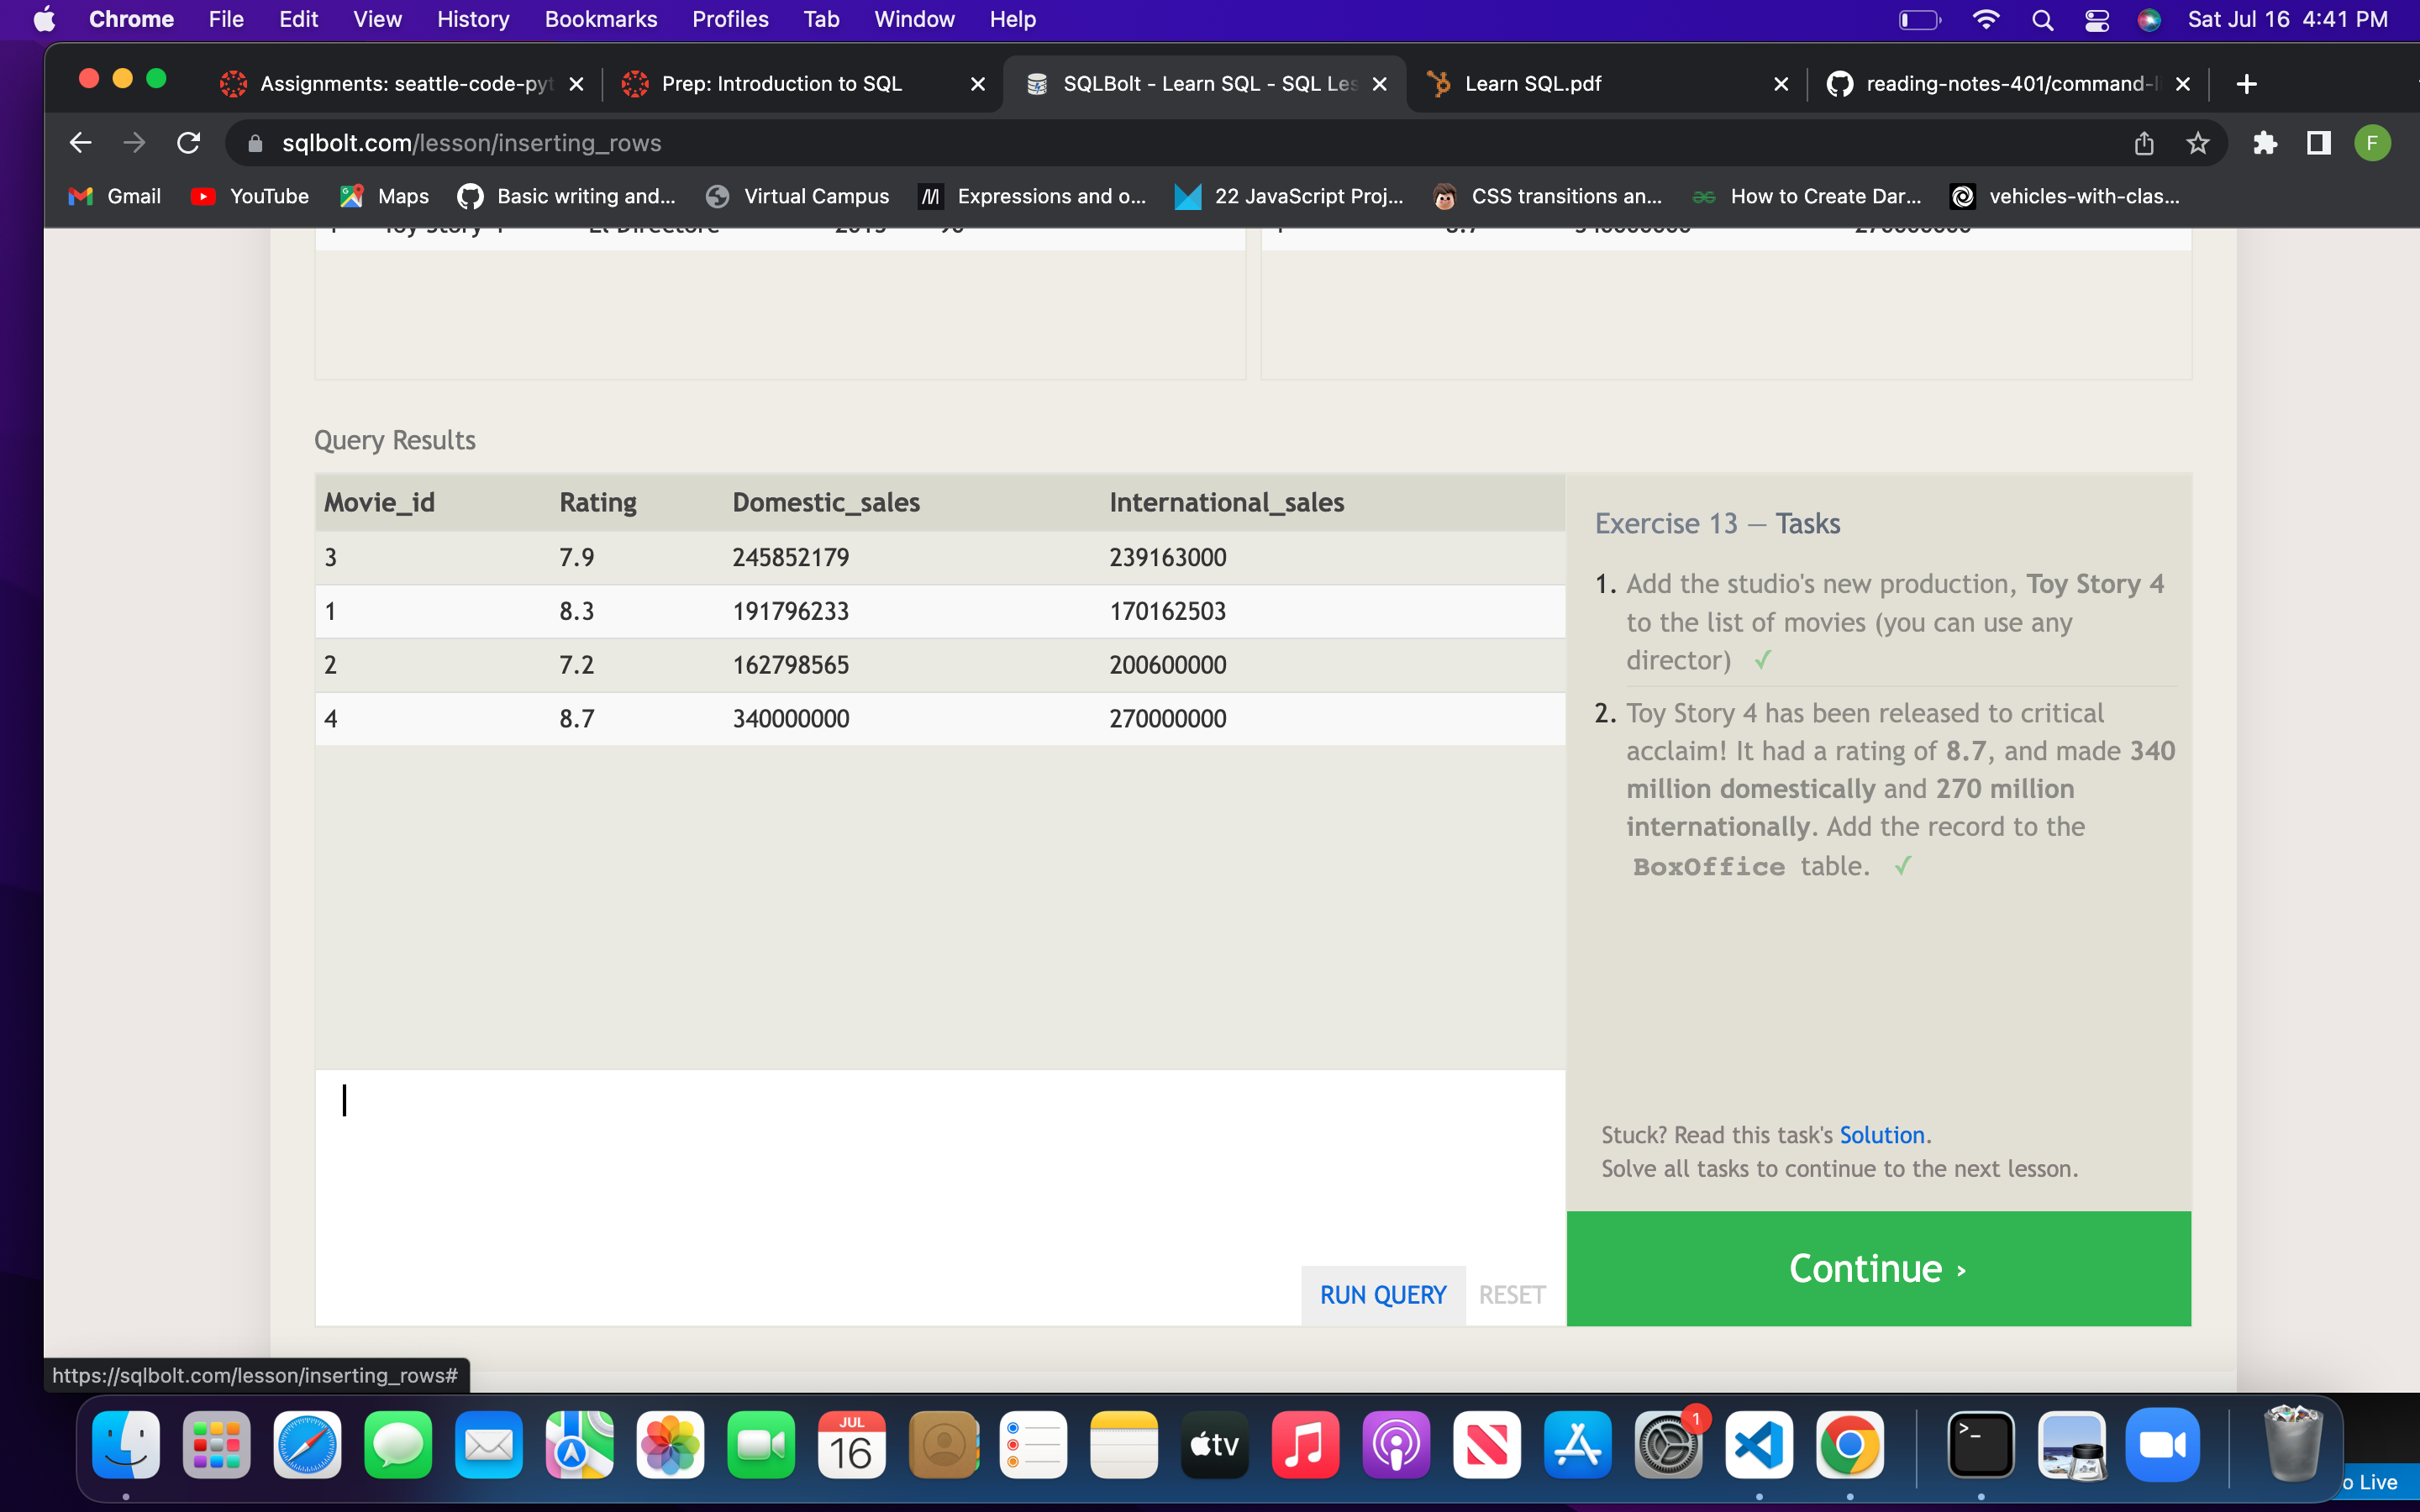 Chrome File Edit View History Bookmarks Profiles Tab Window Help Sat Jul 16 4:41 PM
Assignments: seattle-code-pyt Prep: Introduction to SQL SQLBolt - Learn SQL - SQL Les Learn SQL.pdf reading-notes-401/command-li
sqlbolt.com/lesson/inserting_rows F
Gmail YouTube Maps Basic writing and... Virtual Campus Expressions and o... 22 JavaScript Proj... CSS transitions an... How to Create Dar... vehicles-with-clas...
Query Results
Movie_id Rating Domestic_sales International_sales
3 7.9 245852179 239163000
1 8.3 191796233 170162503
2 7.2 162798565 200600000
4 8.7 340000000 270000000
Exercise 13 — Tasks
1. Add the studio's new production, Toy Story 4
to the list of movies (you can use any
director) ✓
2. Toy Story 4 has been released to critical
acclaim! It had a rating of 8.7, and made 340
million domestically and 270 million
internationally. Add the record to the
BoxOffice table. ✓
Stuck? Read this task's Solution.
Solve all tasks to continue to the next lesson.
RUN QUERY RESET
Continue ›
https://sqlbolt.com/lesson/inserting_rows#
JUL
16
tv
1
o Live